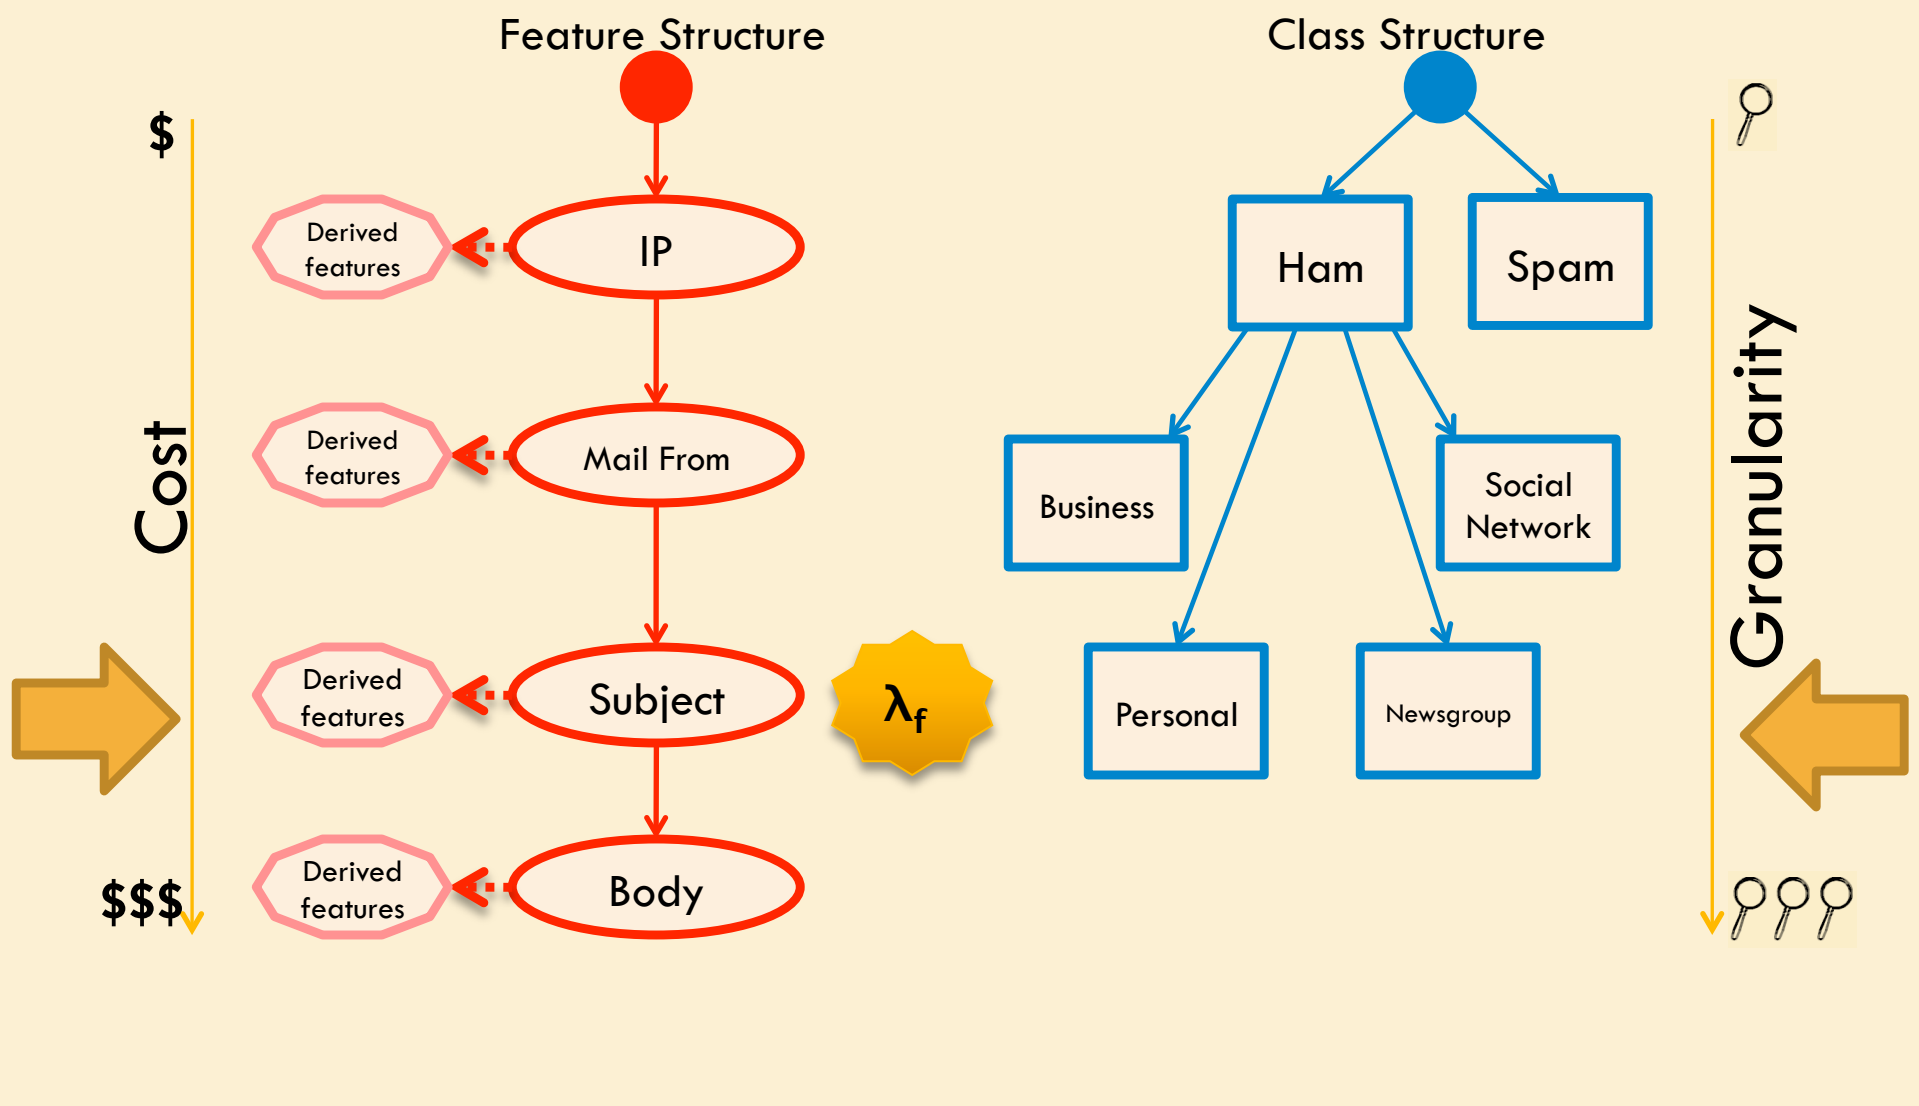 Feature Structure
Class Structure
$
Derived
features
IP
Ham
Spam
Cost
Granularity
Derived
features
Mail From
Business
Social
Network
Derived
features
Subject
λf
Personal
Newsgroup
$$$
Derived
features
Body